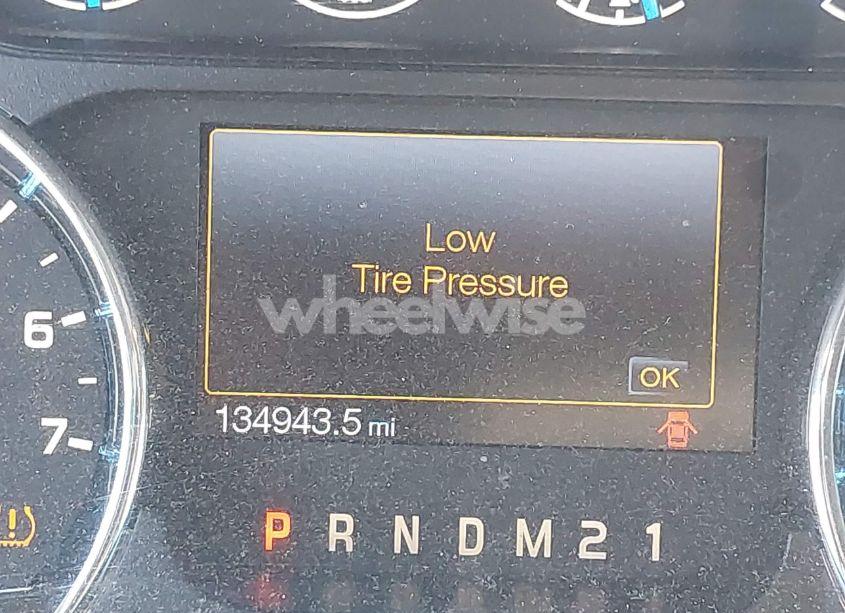 Low
Tire Pressure
wheelwise
OK
134943.5 mi
6
7
P R N D M 2 1